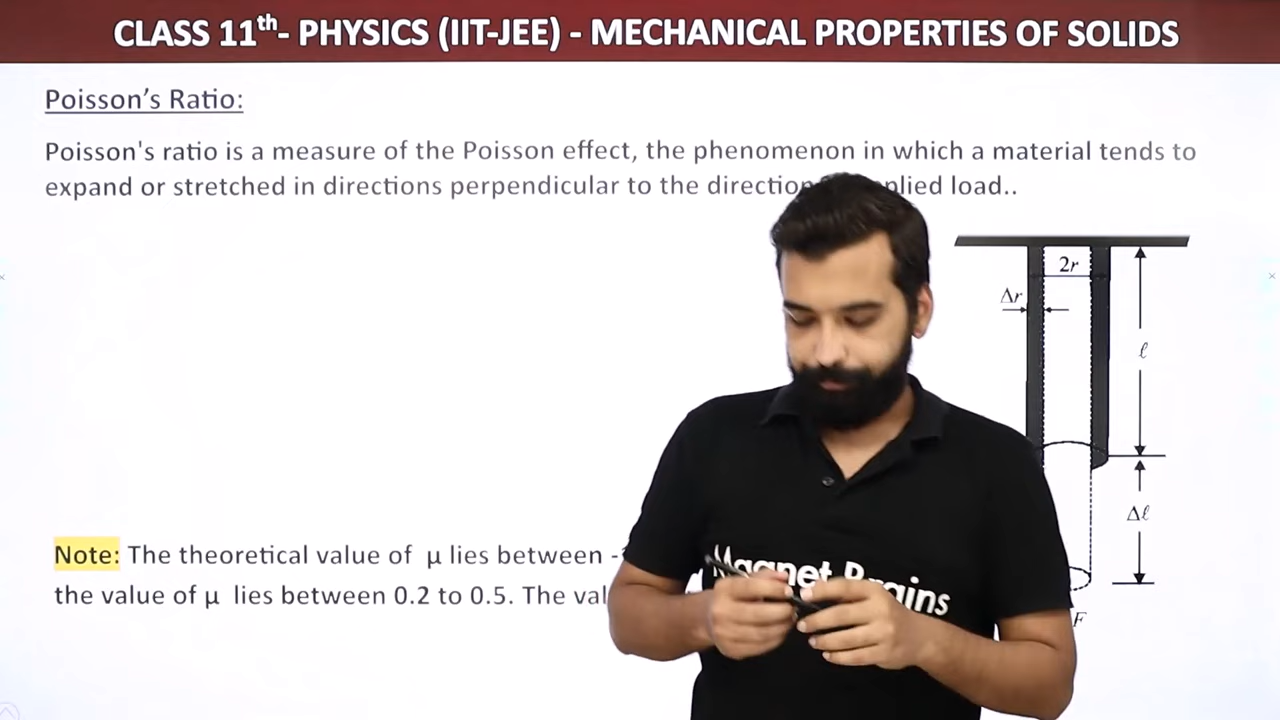 CLASS 11th- PHYSICS (IIT-JEE) - MECHANICAL PROPERTIES OF SOLIDS
Poisson's Ratio:
Poisson's ratio is a measure of the Poisson effect, the phenomenon in which a material tends to
expand or stretched in directions perpendicular to the direction plied load..
2r
Δr
ℓ
Δℓ
F
Note: The theoretical value of μ lies between -
the value of μ lies between 0.2 to 0.5. The val
Magnet Brains